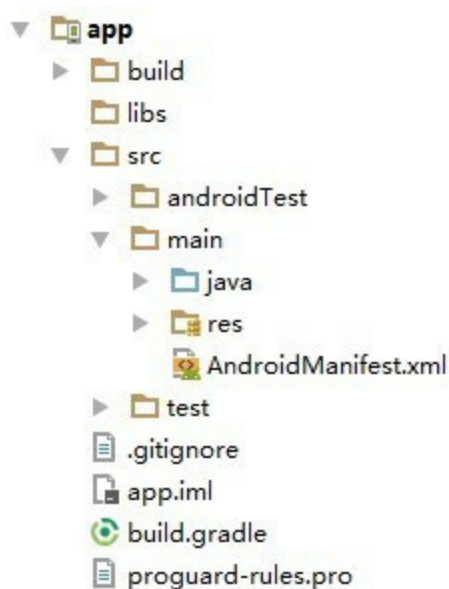 app
build
libs
src
androidTest
main
java
res
AndroidManifest.xml
test
.gitignore
app.iml
build.gradle
proguard-rules.pro